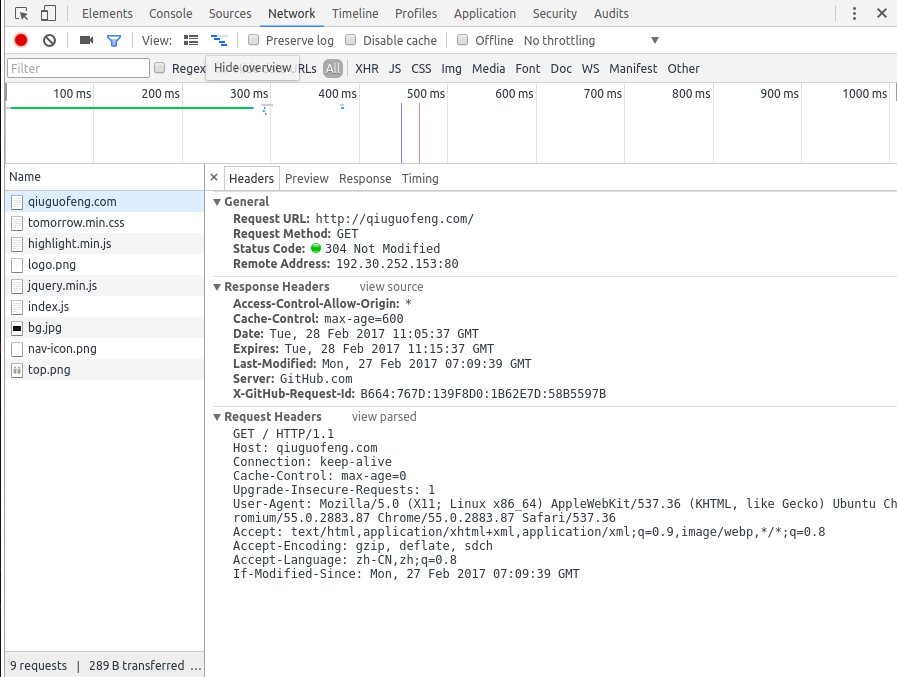 Elements Console Sources Network Timeline Profiles Application Security Audits
View: Preserve log Disable cache Offline No throttling
Filter Regex Hide overview RLs All XHR JS CSS Img Media Font Doc WS Manifest Other
100 ms 200 ms 300 ms 400 ms 500 ms 600 ms 700 ms 800 ms 900 ms 1000 ms
Name
qiuguofeng.com
tomorrow.min.css
highlight.min.js
logo.png
jquery.min.js
index.js
bg.jpg
nav-icon.png
top.png
9 requests | 289 B transferred ...
× Headers Preview Response Timing
General
Request URL: http://qiuguofeng.com/
Request Method: GET
Status Code: 304 Not Modified
Remote Address: 192.30.252.153:80
Response Headers view source
Access-Control-Allow-Origin: *
Cache-Control: max-age=600
Date: Tue, 28 Feb 2017 11:05:37 GMT
Expires: Tue, 28 Feb 2017 11:15:37 GMT
Last-Modified: Mon, 27 Feb 2017 07:09:39 GMT
Server: GitHub.com
X-GitHub-Request-Id: B664:767D:139F8D0:1B62E7D:58B5597B
Request Headers view parsed
GET / HTTP/1.1
Host: qiuguofeng.com
Connection: keep-alive
Cache-Control: max-age=0
Upgrade-Insecure-Requests: 1
User-Agent: Mozilla/5.0 (X11; Linux x86_64) AppleWebKit/537.36 (KHTML, like Gecko) Ubuntu Ch
romium/55.0.2883.87 Chrome/55.0.2883.87 Safari/537.36
Accept: text/html,application/xhtml+xml,application/xml;q=0.9,image/webp,*/*;q=0.8
Accept-Encoding: gzip, deflate, sdch
Accept-Language: zh-CN,zh;q=0.8
If-Modified-Since: Mon, 27 Feb 2017 07:09:39 GMT